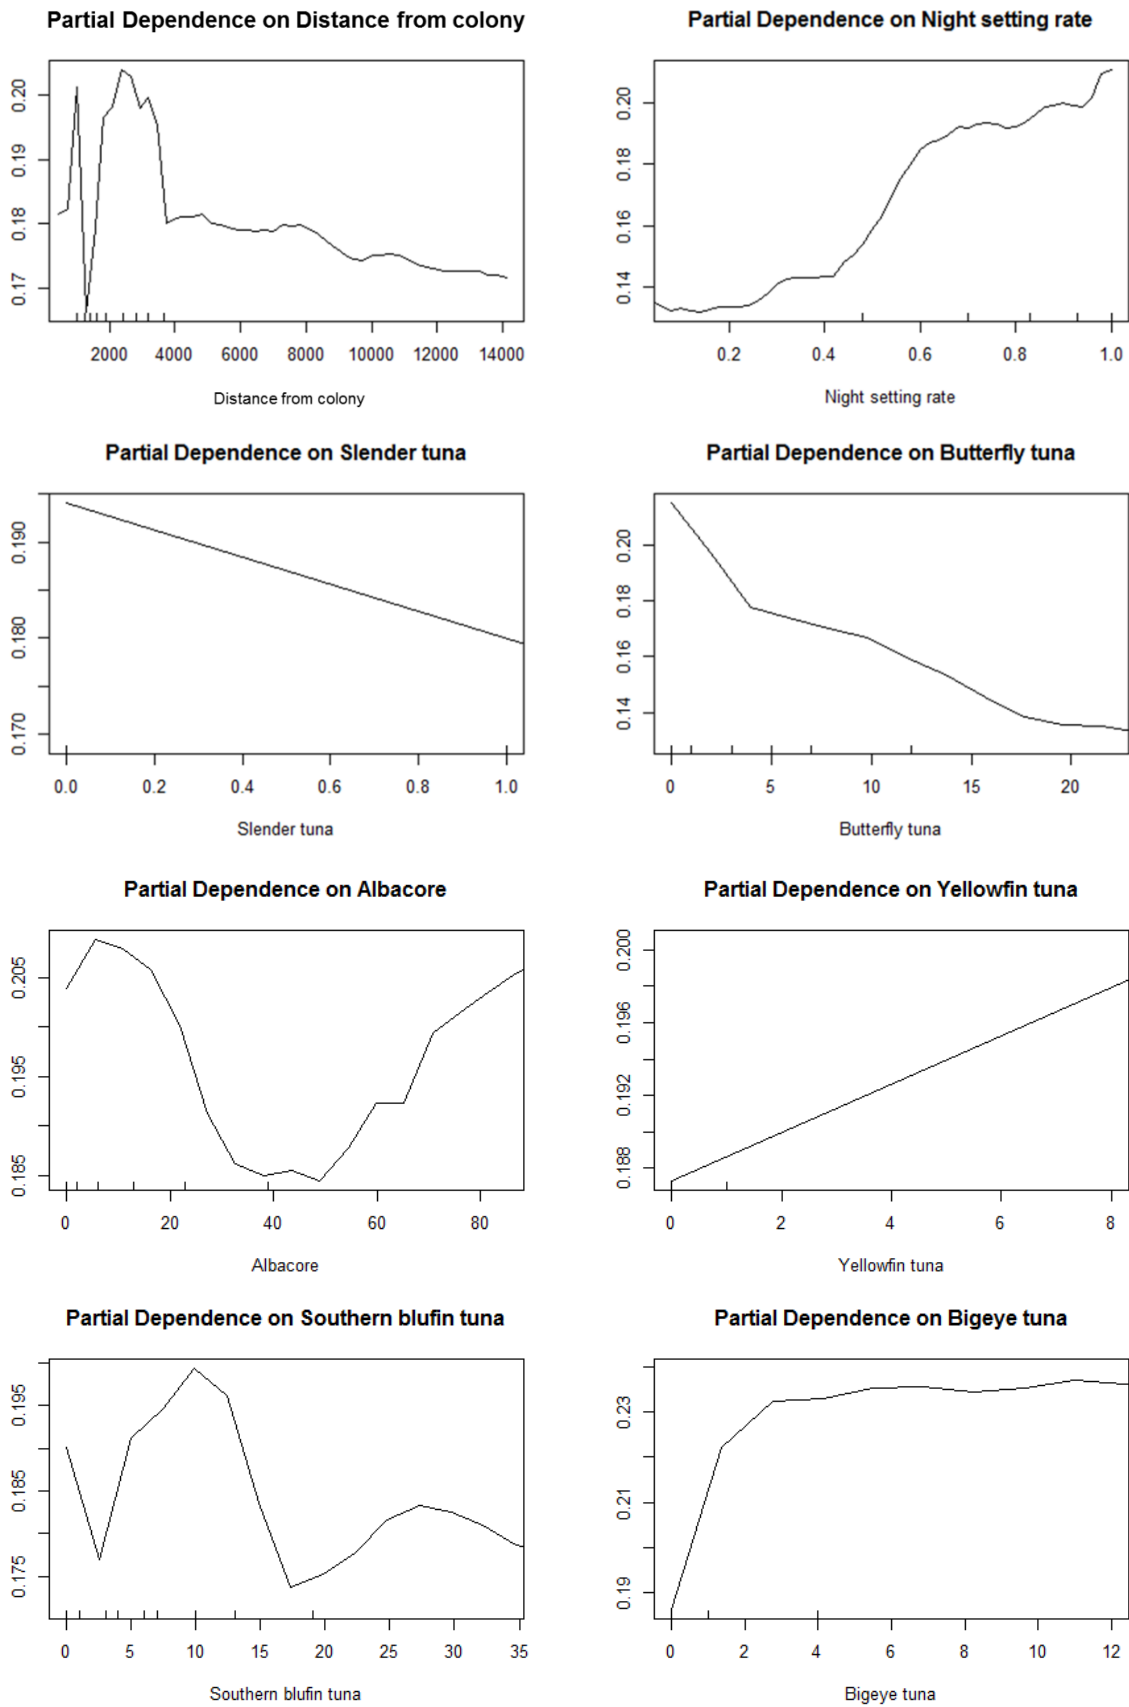 Partial Dependence on Distance from colony
0.20
0.19
0.18
0.17
2000 4000 6000 8000 10000 12000 14000
Distance from colony
Partial Dependence on Night setting rate
0.20
0.18
0.16
0.14
0.2 0.4 0.6 0.8 1.0
Night setting rate
Partial Dependence on Slender tuna
0.190
0.180
0.170
0.0 0.2 0.4 0.6 0.8 1.0
Slender tuna
Partial Dependence on Butterfly tuna
0.20
0.18
0.16
0.14
0 5 10 15 20
Butterfly tuna
Partial Dependence on Albacore
0.205
0.195
0.185
0 20 40 60 80
Albacore
Partial Dependence on Yellowfin tuna
0.200
0.196
0.192
0.188
0 2 4 6 8
Yellowfin tuna
Partial Dependence on Southern blufin tuna
0.195
0.185
0.175
0 5 10 15 20 25 30 35
Southern blufin tuna
Partial Dependence on Bigeye tuna
0.23
0.21
0.19
0 2 4 6 8 10 12
Bigeye tuna